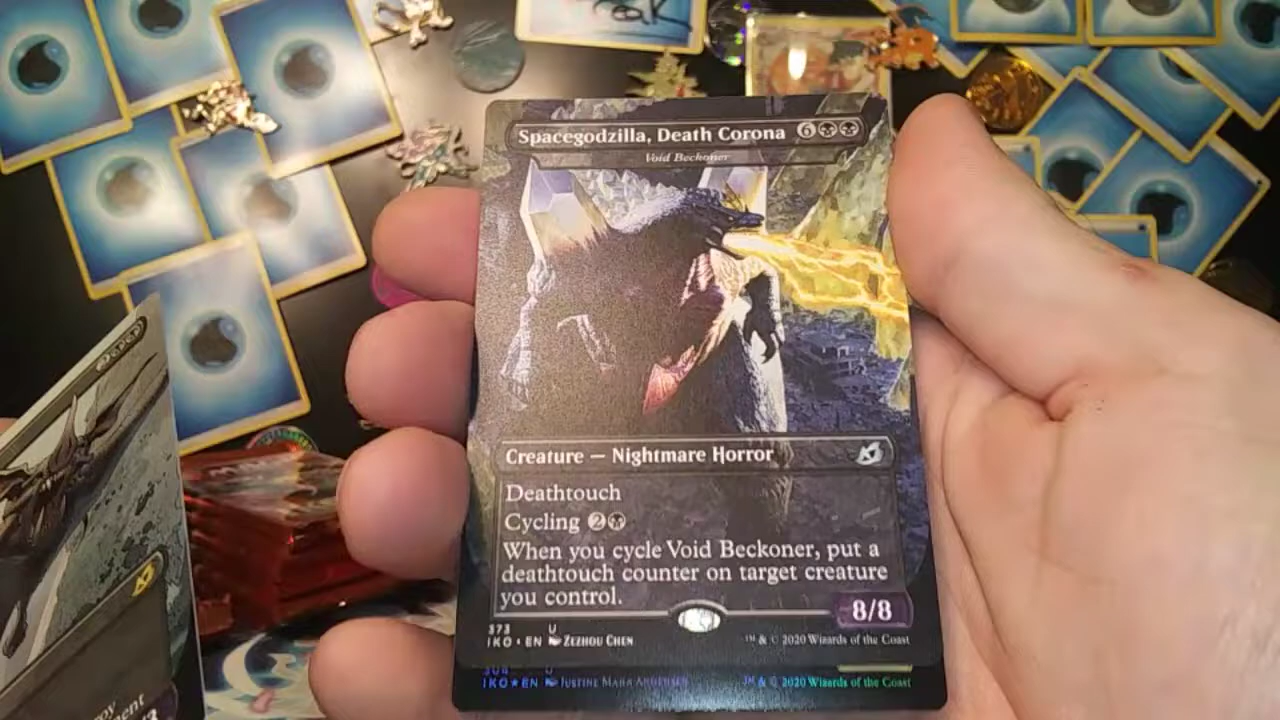 Spacegodzilla, Death Corona 6
Void Beckoner
Creature — Nightmare Horror
Deathtouch
Cycling 2
When you cycle Void Beckoner, put a
deathtouch counter on target creature
you control.
8/8
373 U
IKO • EN Zezhou Chen
™ & © 2020 Wizards of the Coast
IKO ★ EN Justine Mara Andersen
™ & © 2020 Wizards of the Coast